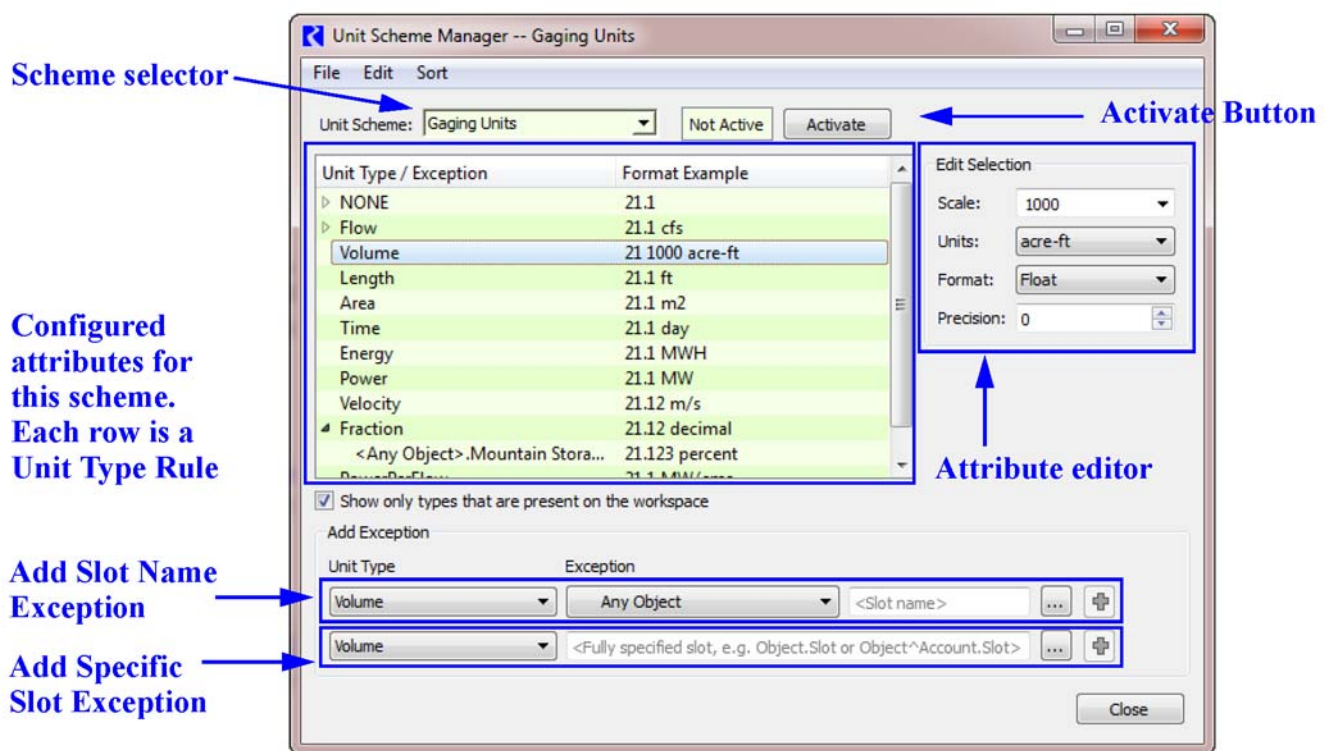 Unit Scheme Manager -- Gaging Units
Scheme selector
File Edit Sort
Unit Scheme: Gaging Units Not Active Activate
Activate Button
Unit Type / Exception Format Example
NONE 21.1
Flow 21.1 cfs
Volume 21 1000 acre-ft
Length 21.1 ft
Area 21.1 m2
Time 21.1 day
Energy 21.1 MWH
Power 21.1 MW
Velocity 21.12 m/s
Fraction 21.12 decimal
<Any Object>.Mountain Stora... 21.123 percent
Edit Selection
Scale: 1000
Units: acre-ft
Format: Float
Precision: 0
Configured
attributes for
this scheme.
Each row is a
Unit Type Rule
Attribute editor
Show only types that are present on the workspace
Add Exception
Unit Type Exception
Add Slot Name
Exception
Volume Any Object <Slot name> ...
Volume <Fully specified slot, e.g. Object.Slot or Object^Account.Slot> ...
Add Specific
Slot Exception
Close